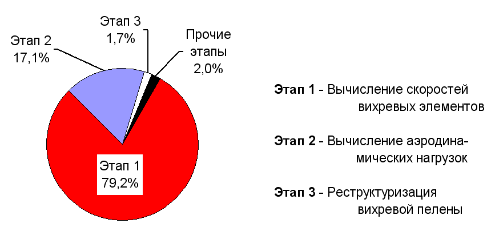 Этап 3
1,7%
Прочие
этапы
2,0%
Этап 2
17,1%
Этап 1
79,2%
Этап 1 - Вычисление скоростей
вихревых элементов
Этап 2 - Вычисление аэродина-
мических нагрузок
Этап 3 - Реструктуризация
вихревой пелены